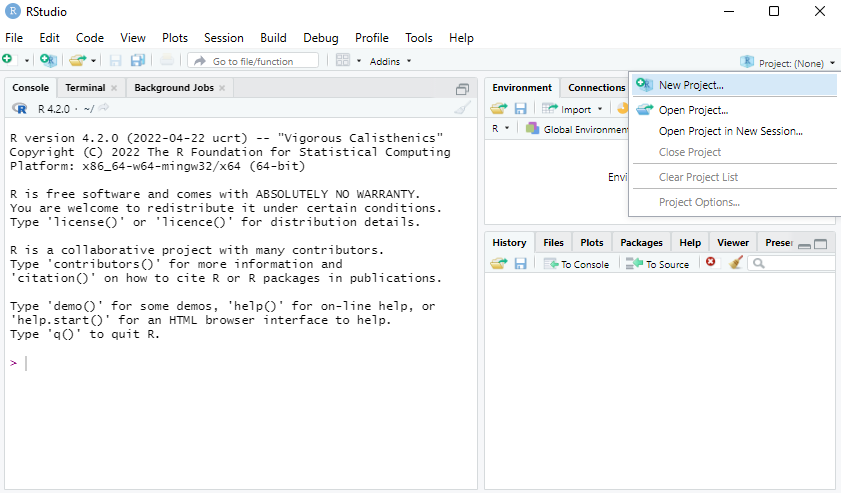 RStudio
File Edit Code View Plots Session Build Debug Profile Tools Help
Go to file/function Addins Project: (None)
Console Terminal Background Jobs
R 4.2.0 · ~/
R version 4.2.0 (2022-04-22 ucrt) -- "Vigorous Calisthenics"
Copyright (C) 2022 The R Foundation for Statistical Computing
Platform: x86_64-w64-mingw32/x64 (64-bit)
R is free software and comes with ABSOLUTELY NO WARRANTY.
You are welcome to redistribute it under certain conditions.
Type 'license()' or 'licence()' for distribution details.
R is a collaborative project with many contributors.
Type 'contributors()' for more information and
'citation()' on how to cite R or R packages in publications.
Type 'demo()' for some demos, 'help()' for on-line help, or
'help.start()' for an HTML browser interface to help.
Type 'q()' to quit R.
>
Environment Connections
Import
R Global Environment
Envi
New Project...
Open Project...
Open Project in New Session...
Close Project
Clear Project List
Project Options...
History Files Plots Packages Help Viewer Preser
To Console To Source